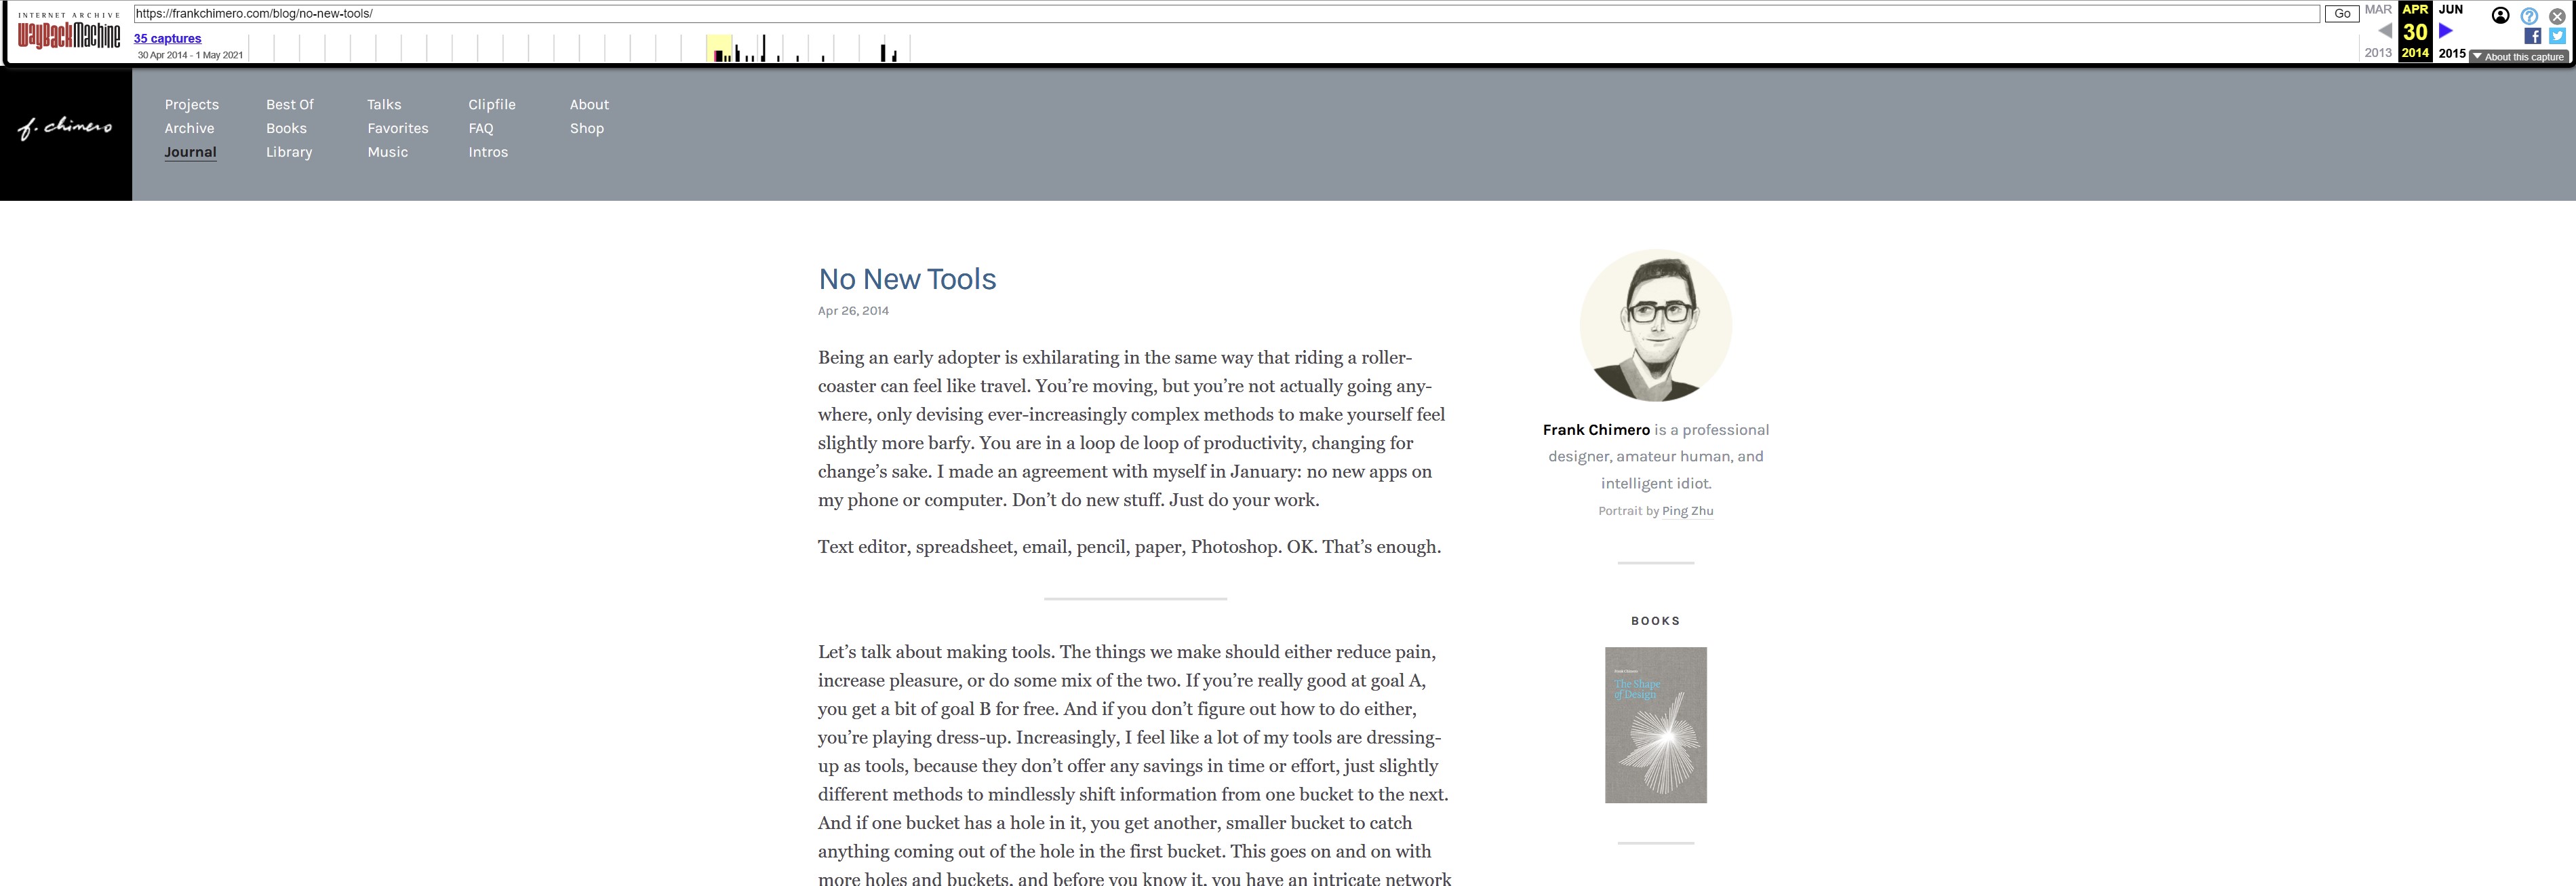 INTERNET ARCHIVE
WayBackMachine
https://frankchimero.com/blog/no-new-tools/
Go
35 captures
30 Apr 2014 - 1 May 2021
MAR APR JUN
30
2013 2014 2015
About this capture
f. chimero
Projects Best Of Talks Clipfile About
Archive Books Favorites FAQ Shop
Journal Library Music Intros
No New Tools
Apr 26, 2014
Being an early adopter is exhilarating in the same way that riding a roller-
coaster can feel like travel. You’re moving, but you’re not actually going any-
where, only devising ever-increasingly complex methods to make yourself feel
slightly more barfy. You are in a loop de loop of productivity, changing for
change’s sake. I made an agreement with myself in January: no new apps on
my phone or computer. Don’t do new stuff. Just do your work.
Text editor, spreadsheet, email, pencil, paper, Photoshop. OK. That’s enough.
Let’s talk about making tools. The things we make should either reduce pain,
increase pleasure, or do some mix of the two. If you’re really good at goal A,
you get a bit of goal B for free. And if you don’t figure out how to do either,
you’re playing dress-up. Increasingly, I feel like a lot of my tools are dressing-
up as tools, because they don’t offer any savings in time or effort, just slightly
different methods to mindlessly shift information from one bucket to the next.
And if one bucket has a hole in it, you get another, smaller bucket to catch
anything coming out of the hole in the first bucket. This goes on and on with
more holes and buckets, and before you know it, you have an intricate network
Frank Chimero is a professional
designer, amateur human, and
intelligent idiot.
Portrait by Ping Zhu
BOOKS
Frank Chimero
The Shape
of Design